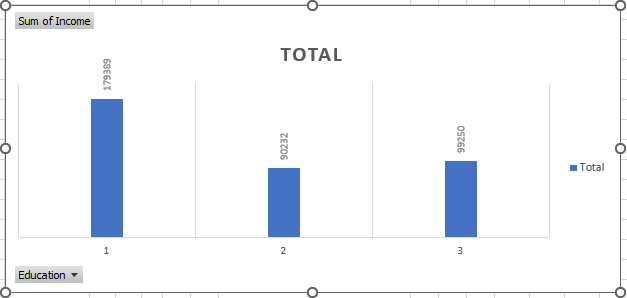 Sum of Income
TOTAL
179389
90232
99250
Total
1
2
3
Education